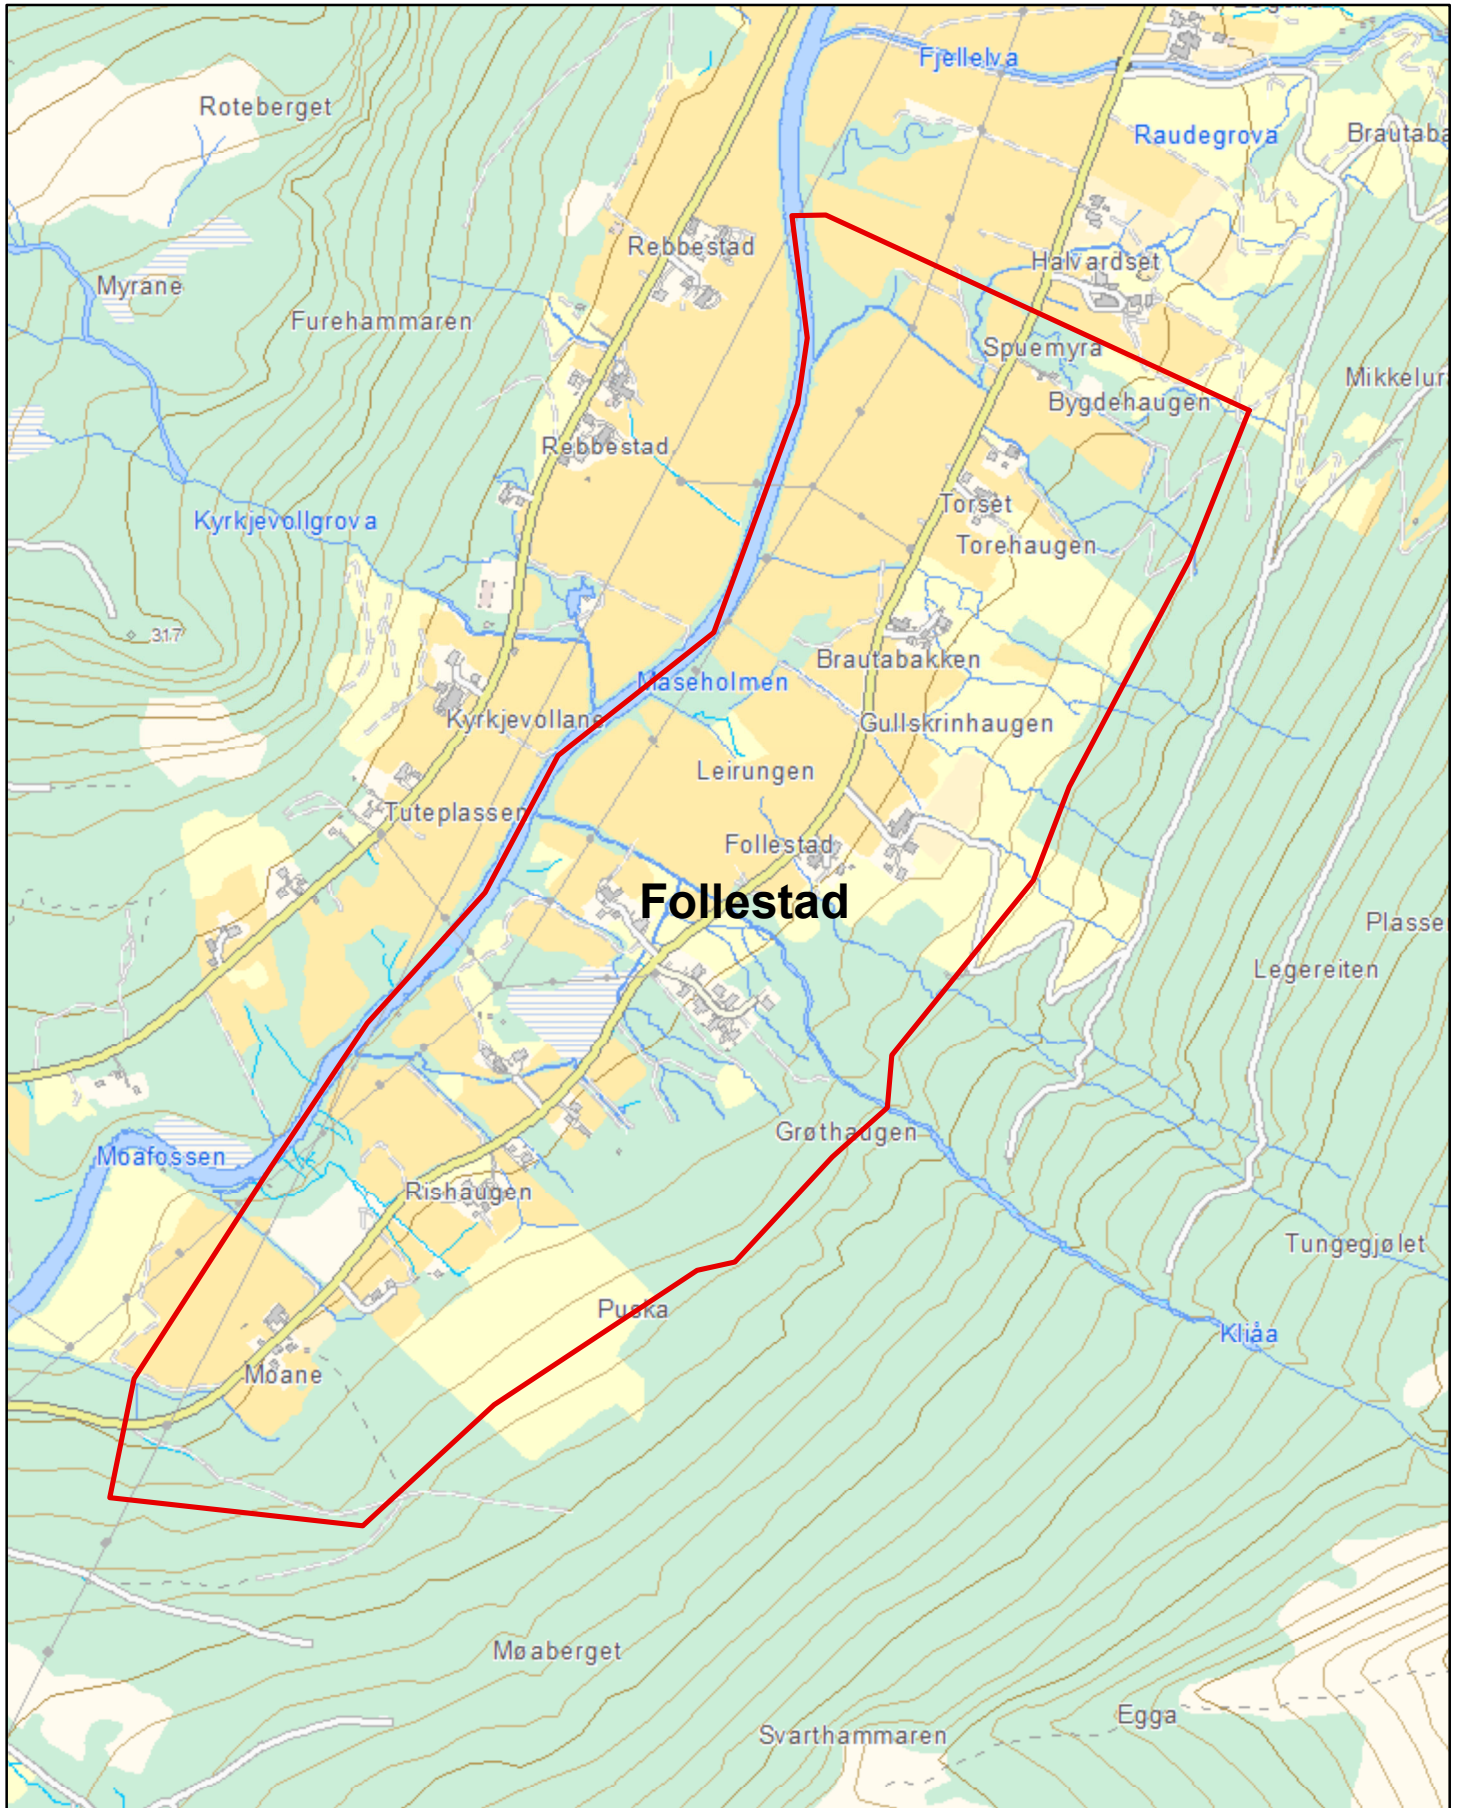 Fjellelva
Roteberget
Raudegrova
Brautaba
Rebbestad
Halvardset
Myrane
Furehammaren
Spuemyra
Mikkelur
Bygdehaugen
Rebbestad
Torset
Kyrkjevollgrova
Torehaugen
317
Brautabakken
Maseholmen
Kyrkjevollane
Gullskrinhaugen
Leirungen
Tuteplassen
Follestad
Follestad
Plasse
Legereiten
Grøthaugen
Moafossen
Rishaugen
Tungegjølet
Puska
Kliåa
Moane
Møaberget
Egga
Svarthammaren